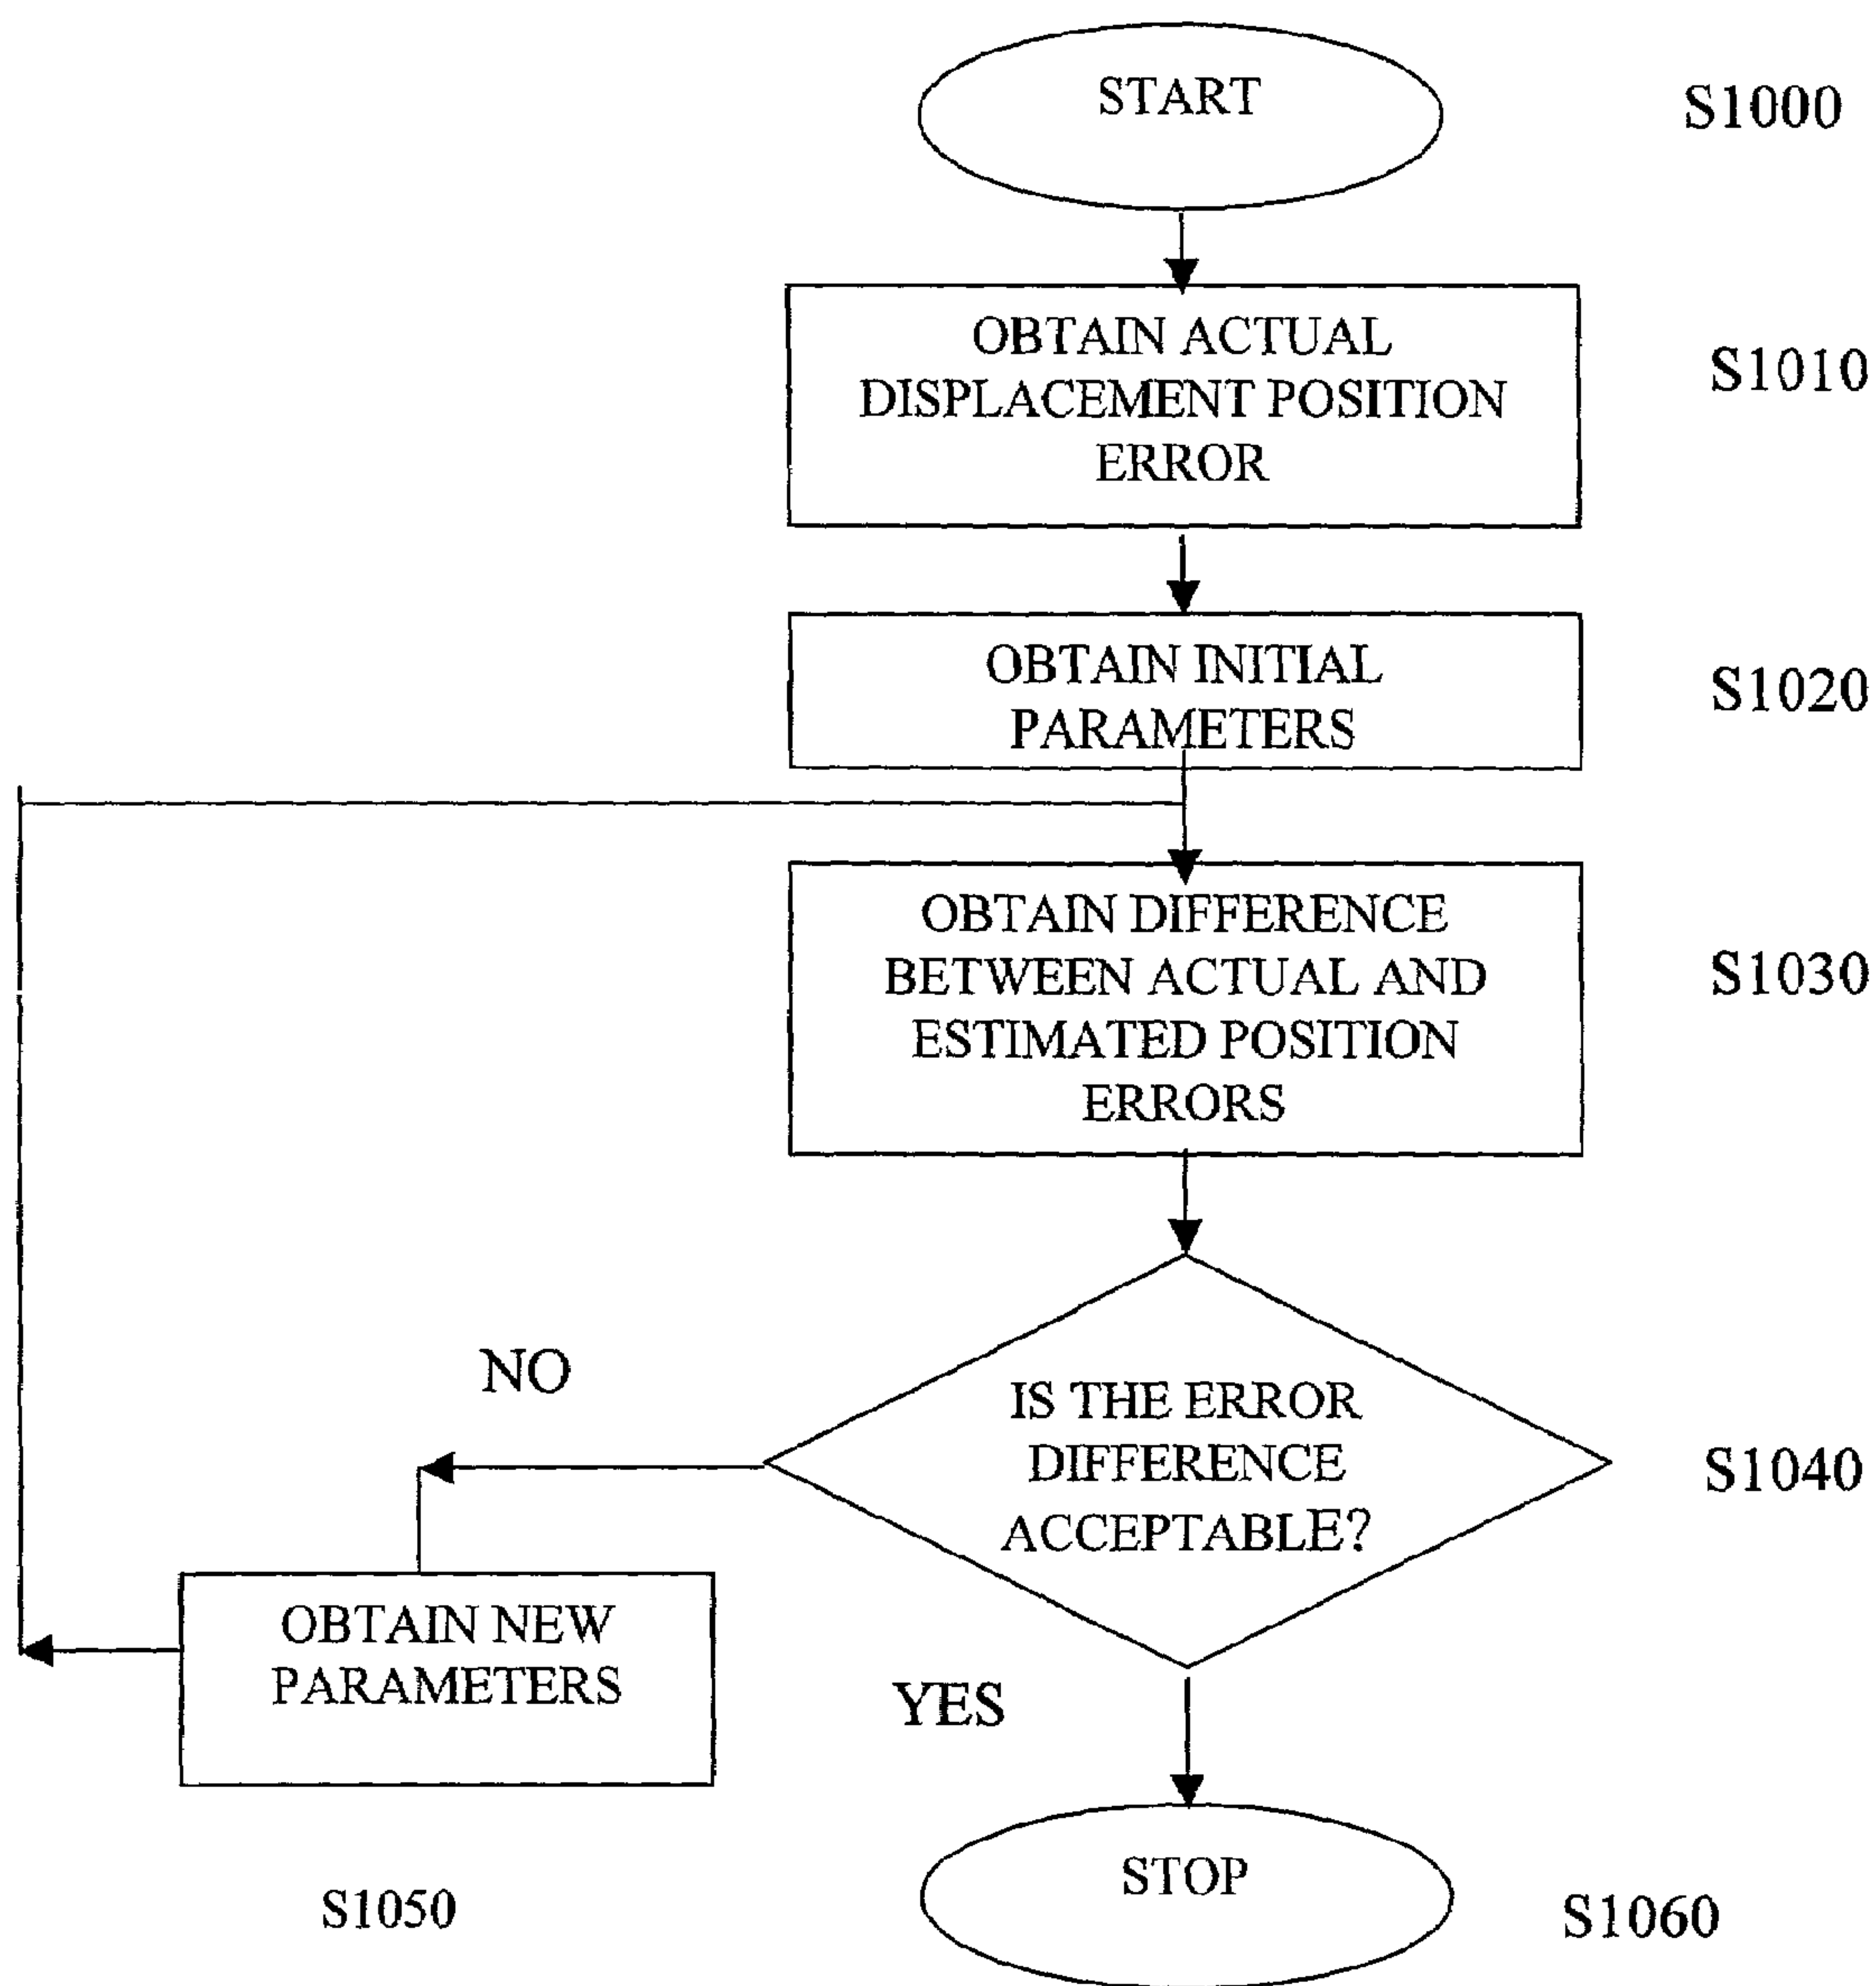 START
S1000
OBTAIN ACTUAL
DISPLACEMENT POSITION
ERROR
S1010
OBTAIN INITIAL
PARAMETERS
S1020
OBTAIN DIFFERENCE
BETWEEN ACTUAL AND
ESTIMATED POSITION
ERRORS
S1030
IS THE ERROR
DIFFERENCE
ACCEPTABLE?
S1040
NO
OBTAIN NEW
PARAMETERS
S1050
YES
STOP
S1060